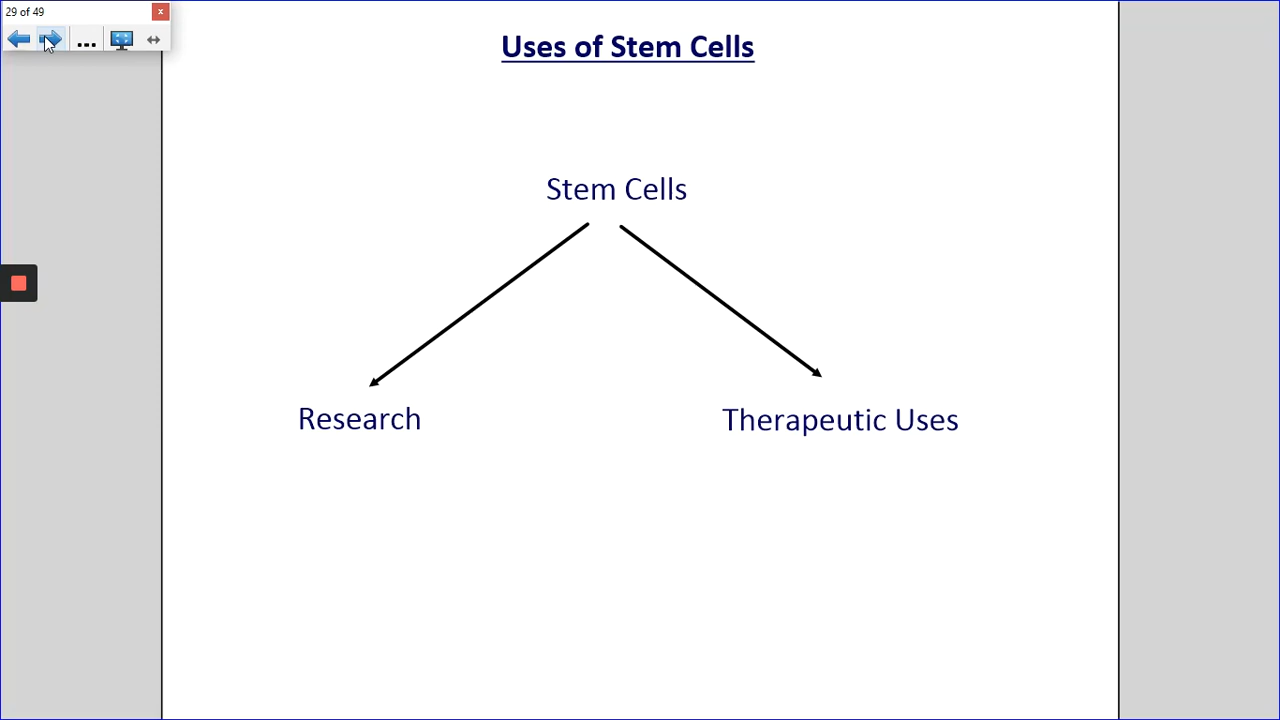 29 of 49
Uses of Stem Cells
Stem Cells
Research
Therapeutic Uses